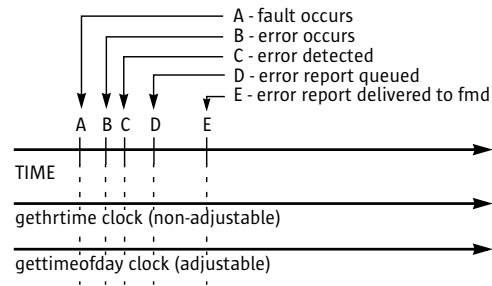 A - fault occurs
B - error occurs
C - error detected
D - error report queued
E - error report delivered to fmd
A B C D E
TIME
gethrtime clock (non-adjustable)
gettimeofday clock (adjustable)